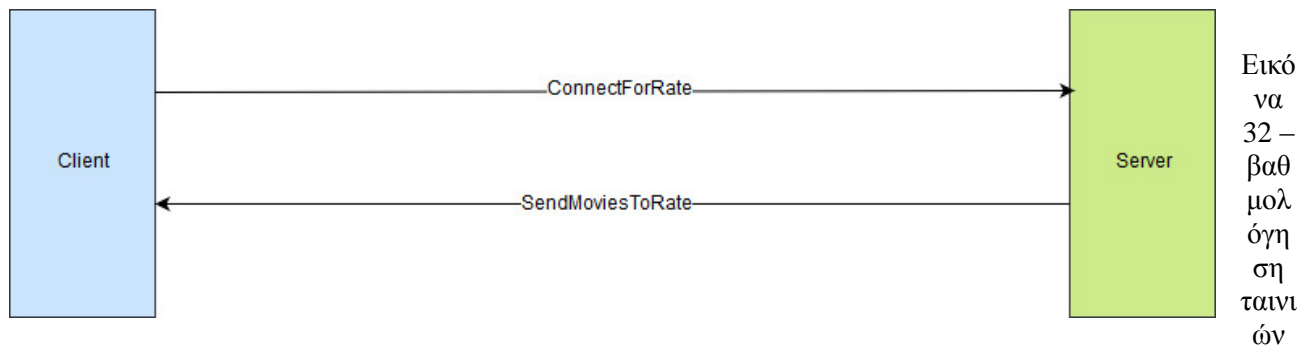 ConnectForRate
Client
Server
SendMoviesToRate
Εικό
να
32 –
βαθ
μολ
όγη
ση
ταινι
ών